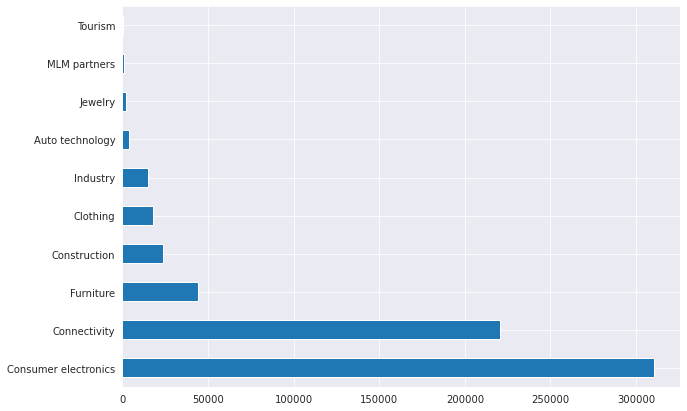 Tourism
MLM partners
Jewelry
Auto technology
Industry
Clothing
Construction
Furniture
Connectivity
Consumer electronics
0 50000 100000 150000 200000 250000 300000